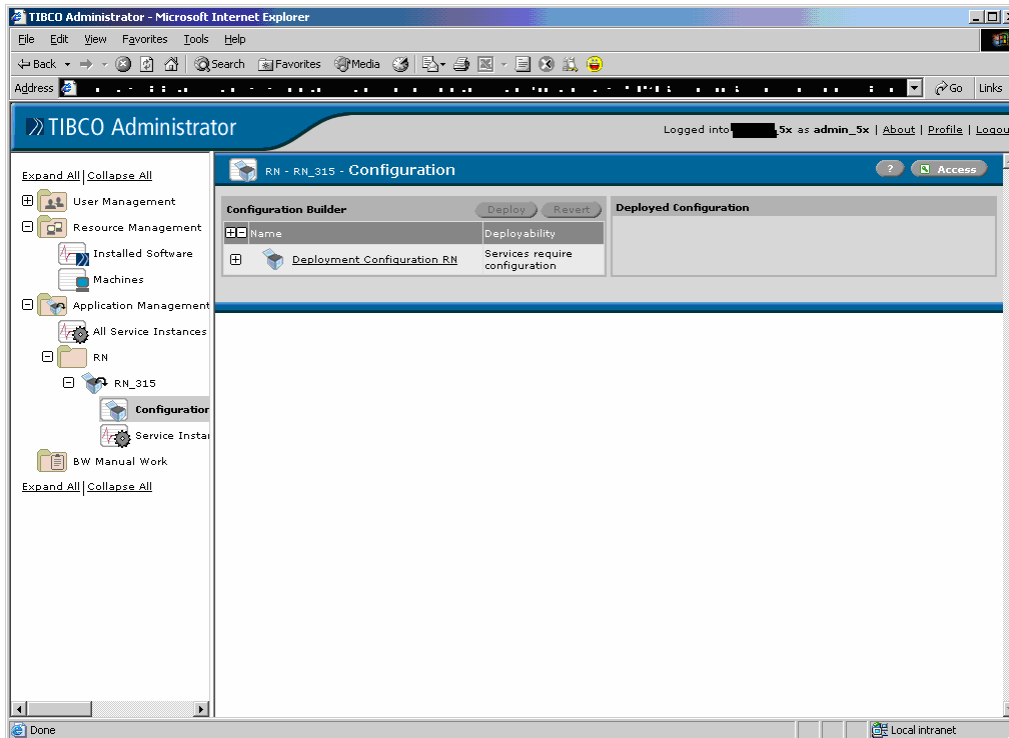 TIBCO Administrator - Microsoft Internet Explorer
File Edit View Favorites Tools Help
Back Search Favorites Media
Address Go Links
TIBCO Administrator
Logged into 5x as admin_5x | About | Profile | Logou
Expand All | Collapse All
User Management
Resource Management
Installed Software
Machines
Application Management
All Service Instances
RN
RN_315
Configuration
Service Instan
BW Manual Work
Expand All | Collapse All
RN - RN_315 - Configuration
? Access
Configuration Builder Deploy Revert
Name Deployability
Deployment Configuration RN Services require configuration
Deployed Configuration
Done Local intranet